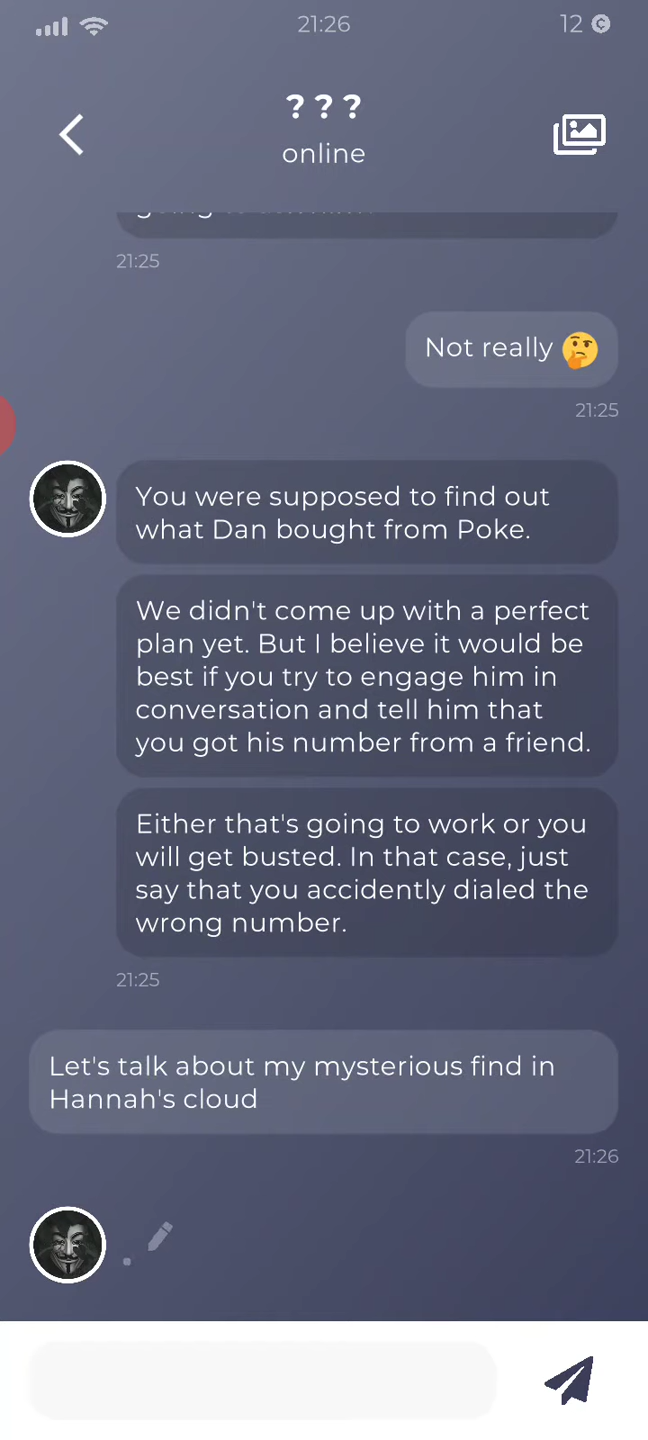 21:26
12
? ? ?
online
21:25
Not really 🤔
21:25
You were supposed to find out
what Dan bought from Poke.
We didn't come up with a perfect
plan yet. But I believe it would be
best if you try to engage him in
conversation and tell him that
you got his number from a friend.
Either that's going to work or you
will get busted. In that case, just
say that you accidently dialed the
wrong number.
21:25
Let's talk about my mysterious find in
Hannah's cloud
21:26